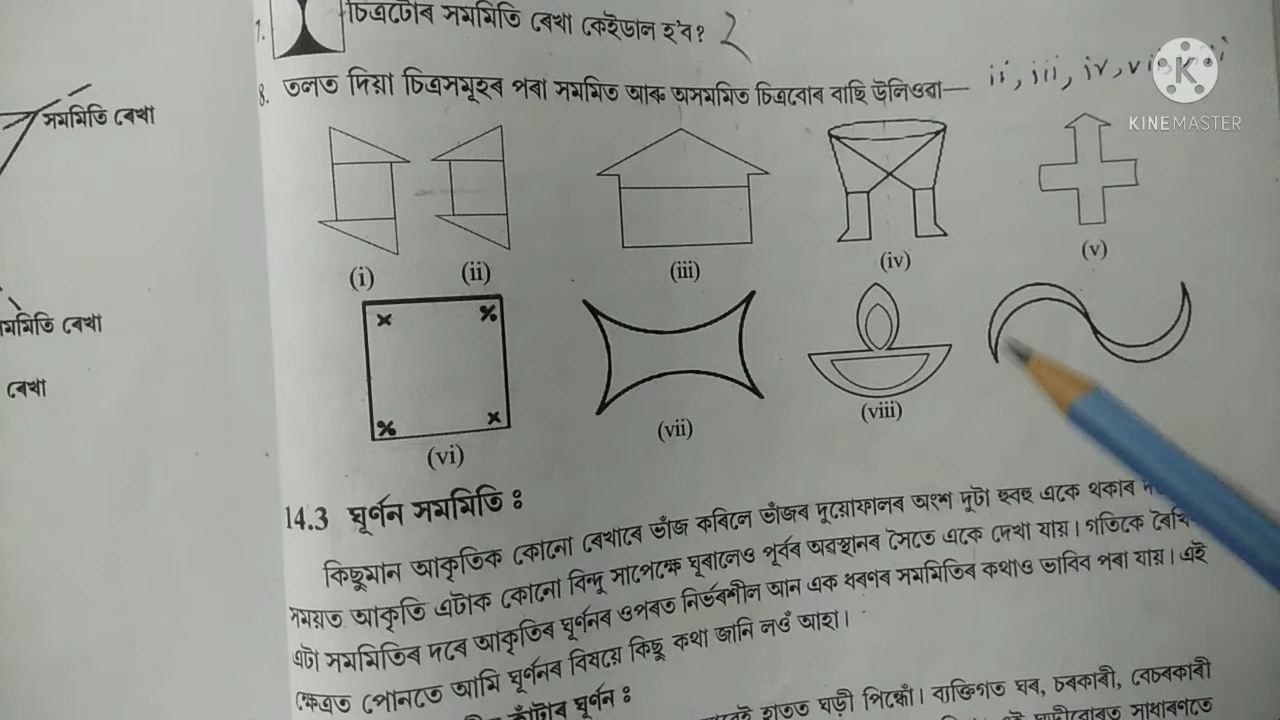 1. চিত্ৰটোৰ সমমিতি ৰেখা কেইডাল হ'ব? 2
8. তলত দিয়া চিত্ৰসমূহৰ পৰা সমমিত আৰু অসমমিত চিত্ৰবোৰ বাছি উলিওৱা— ii, iii, iv, vi
KINEMASTER
সমমিতি ৰেখা
(i) (ii) (iii) (iv) (v)
সমমিতি ৰেখা
ৰেখা
(vi) (vii) (viii)
14.3 ঘূৰ্ণন সমমিতি ঃ
কিছুমান আকৃতিক কোনো ৰেখাৰে ভাঁজ কৰিলে ভাঁজৰ দুয়োফালৰ অংশ দুটা হুবহু একে থকাৰ
সময়ত আকৃতি এটাক কোনো বিন্দু সাপেক্ষে ঘূৰালেও পূৰ্বৰ অৱস্থানৰ সৈতে একে দেখা যায়। গতিকে
এটা সমমিতিৰ দৰে আকৃতিৰ ঘূৰ্ণনৰ ওপৰত নিৰ্ভৰশীল আন এক ধৰণৰ সমমিতিৰ কথাও ভাবিব পৰা যায়। এই
ক্ষেত্ৰত পোনতে আমি ঘূৰ্ণনৰ বিষয়ে কিছু কথা জানি লওঁ আহা।
কাঁটাৰ ঘূৰ্ণন :
হাতত ঘড়ী পিন্ধোঁ। ব্যক্তিগত ঘৰ, চৰকাৰী, বেচৰকাৰী
সাধাৰণতে